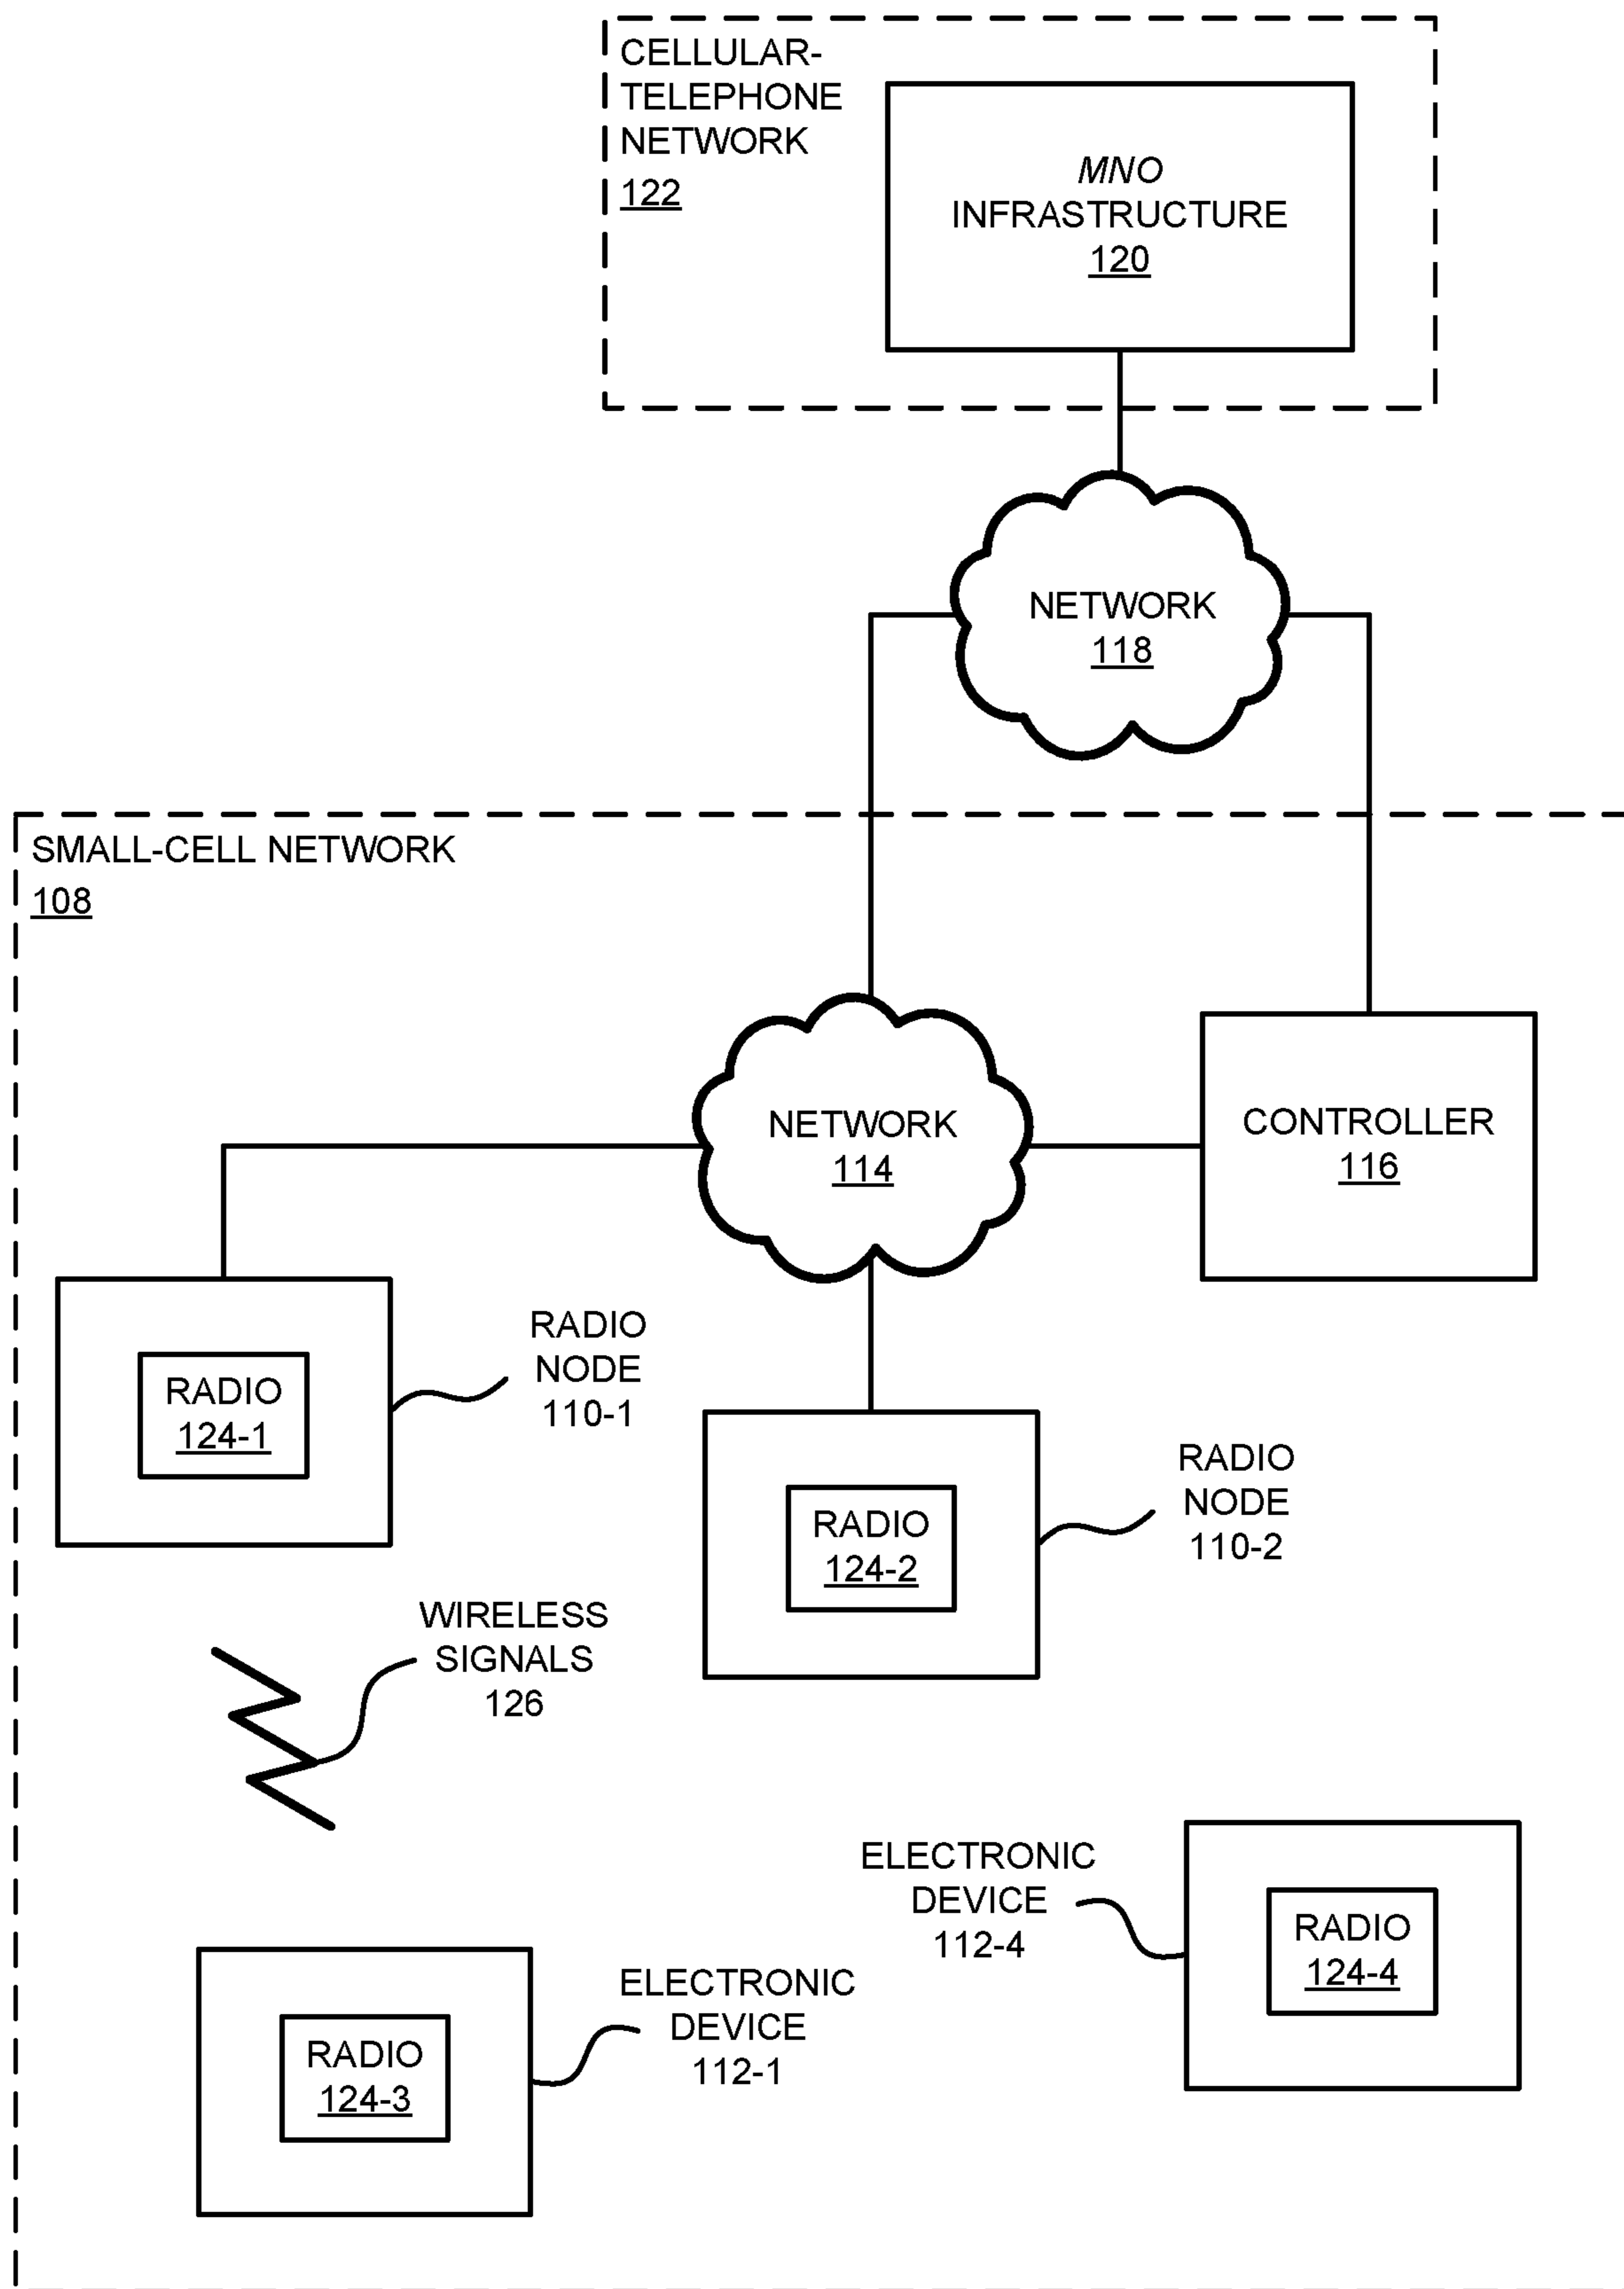 CELLULAR-
TELEPHONE
NETWORK
122
MNO
INFRASTRUCTURE
120
NETWORK
118
SMALL-CELL NETWORK
108
NETWORK
114
CONTROLLER
116
RADIO
124-1
RADIO
NODE
110-1
RADIO
124-2
RADIO
NODE
110-2
WIRELESS
SIGNALS
126
ELECTRONIC
DEVICE
112-4
RADIO
124-4
RADIO
124-3
ELECTRONIC
DEVICE
112-1